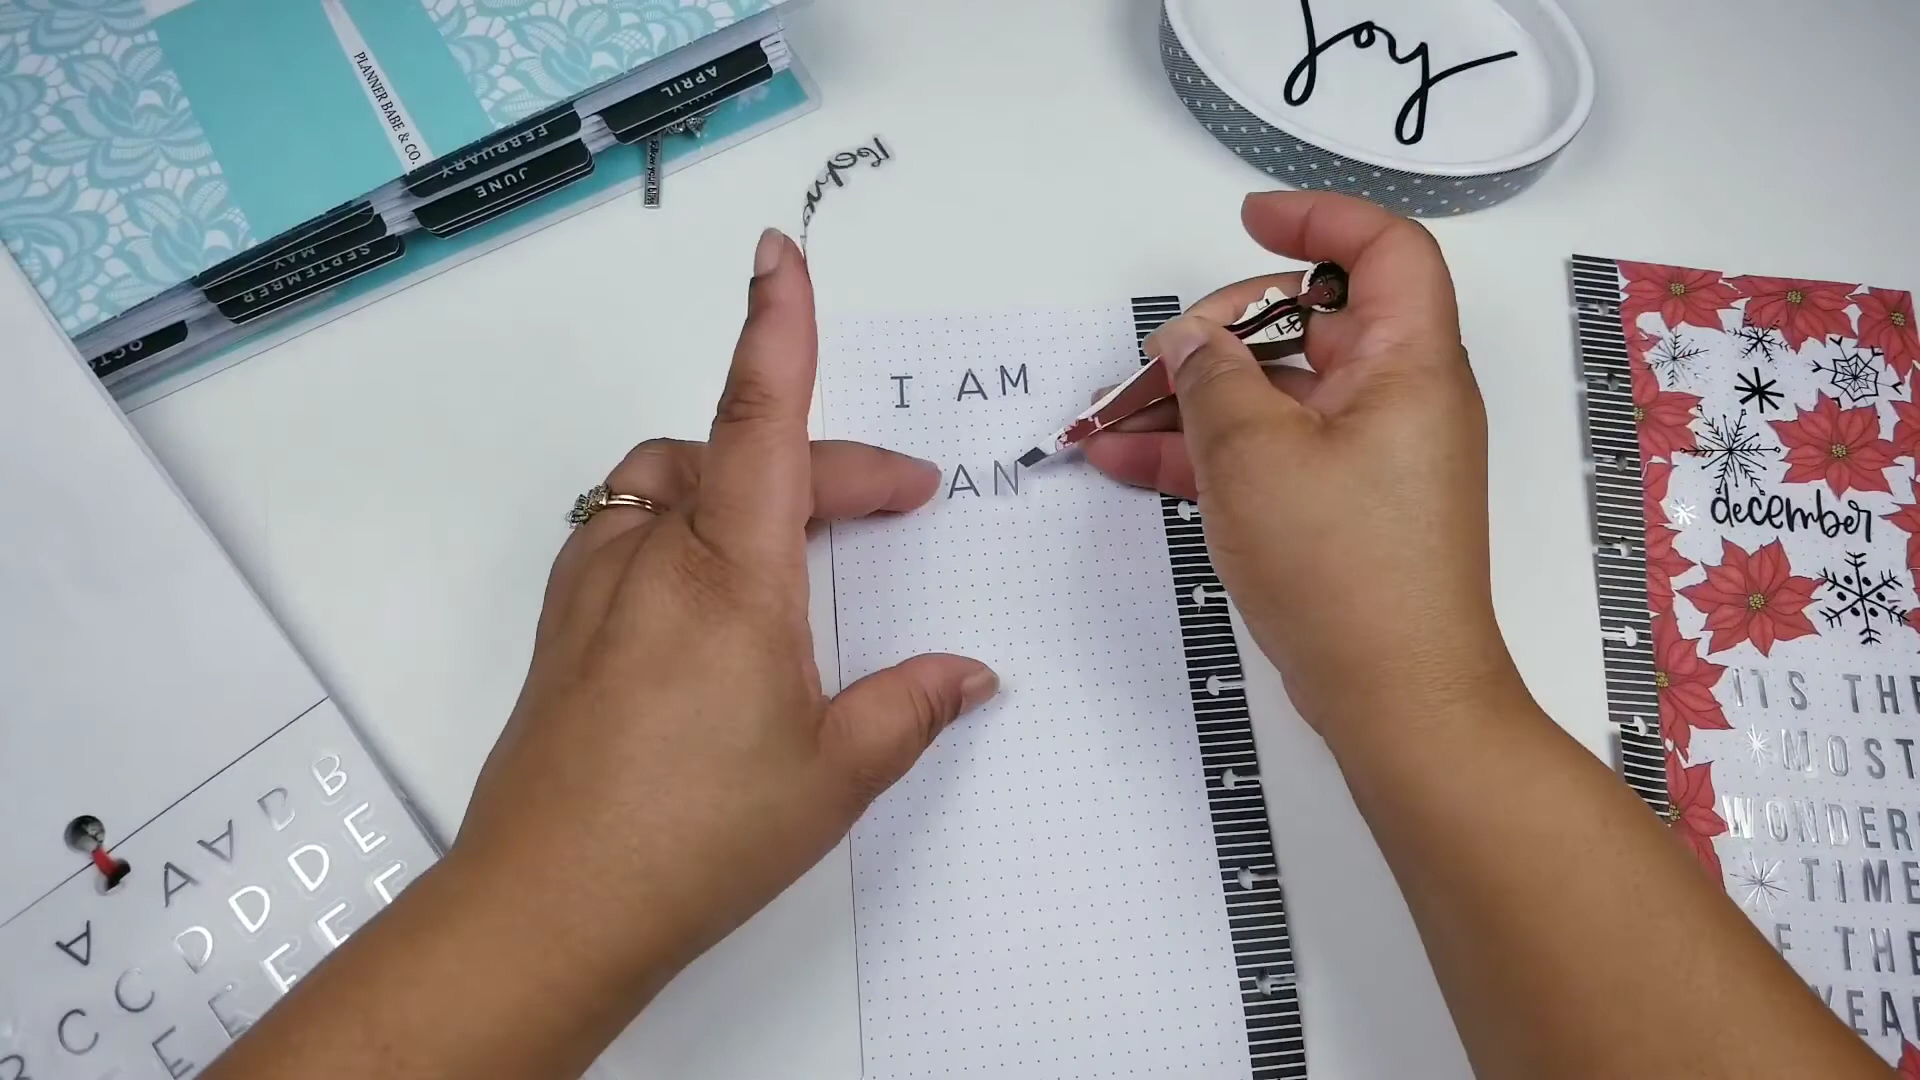 PLANNER BABE & CO.
APRIL
FEBRUARY
JUNE
MAY
SEPTEMBER
Joy
I AM
AN
december
ITS THE
MOST
WONDER
TIME
THE
YEAR
B
A A A D
E
D D
C C
E E E